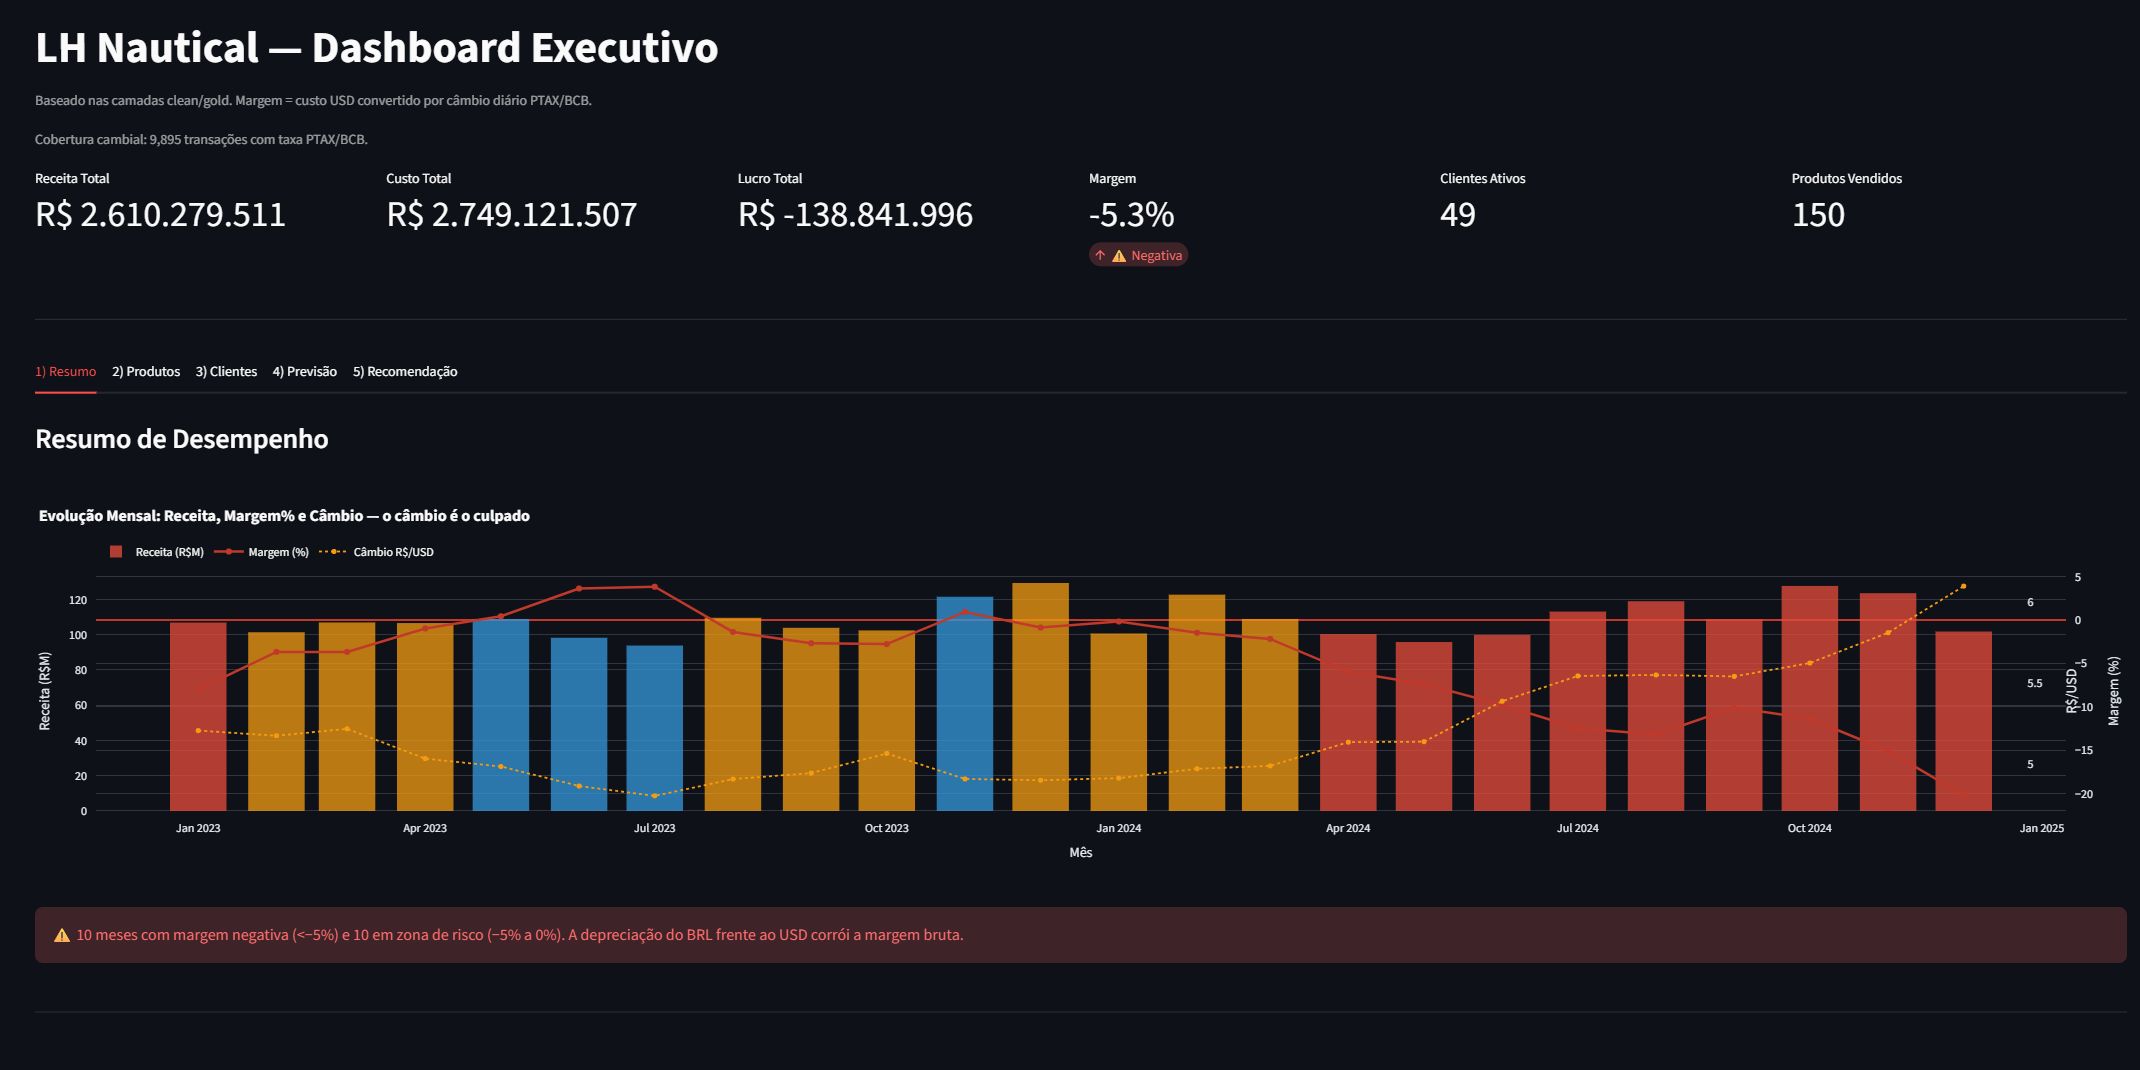 LH Nautical — Dashboard Executivo
Baseado nas camadas clean/gold. Margem = custo USD convertido por câmbio diário PTAX/BCB.
Cobertura cambial: 9,895 transações com taxa PTAX/BCB.
Receita Total
R$ 2.610.279.511
Custo Total
R$ 2.749.121.507
Lucro Total
R$ -138.841.996
Margem
-5.3%
↑ ⚠️ Negativa
Clientes Ativos
49
Produtos Vendidos
150
1) Resumo 2) Produtos 3) Clientes 4) Previsão 5) Recomendação
Resumo de Desempenho
Evolução Mensal: Receita, Margem% e Câmbio — o câmbio é o culpado
Receita (R$M) Margem (%) Câmbio R$/USD
Receita (R$M)
120
100
80
60
40
20
0
6
5.5
5
R$/USD
5
0
−5
−10
−15
−20
Margem (%)
Jan 2023 Apr 2023 Jul 2023 Oct 2023 Jan 2024 Apr 2024 Jul 2024 Oct 2024 Jan 2025
Mês
⚠️ 10 meses com margem negativa (<−5%) e 10 em zona de risco (−5% a 0%). A depreciação do BRL frente ao USD corrói a margem bruta.